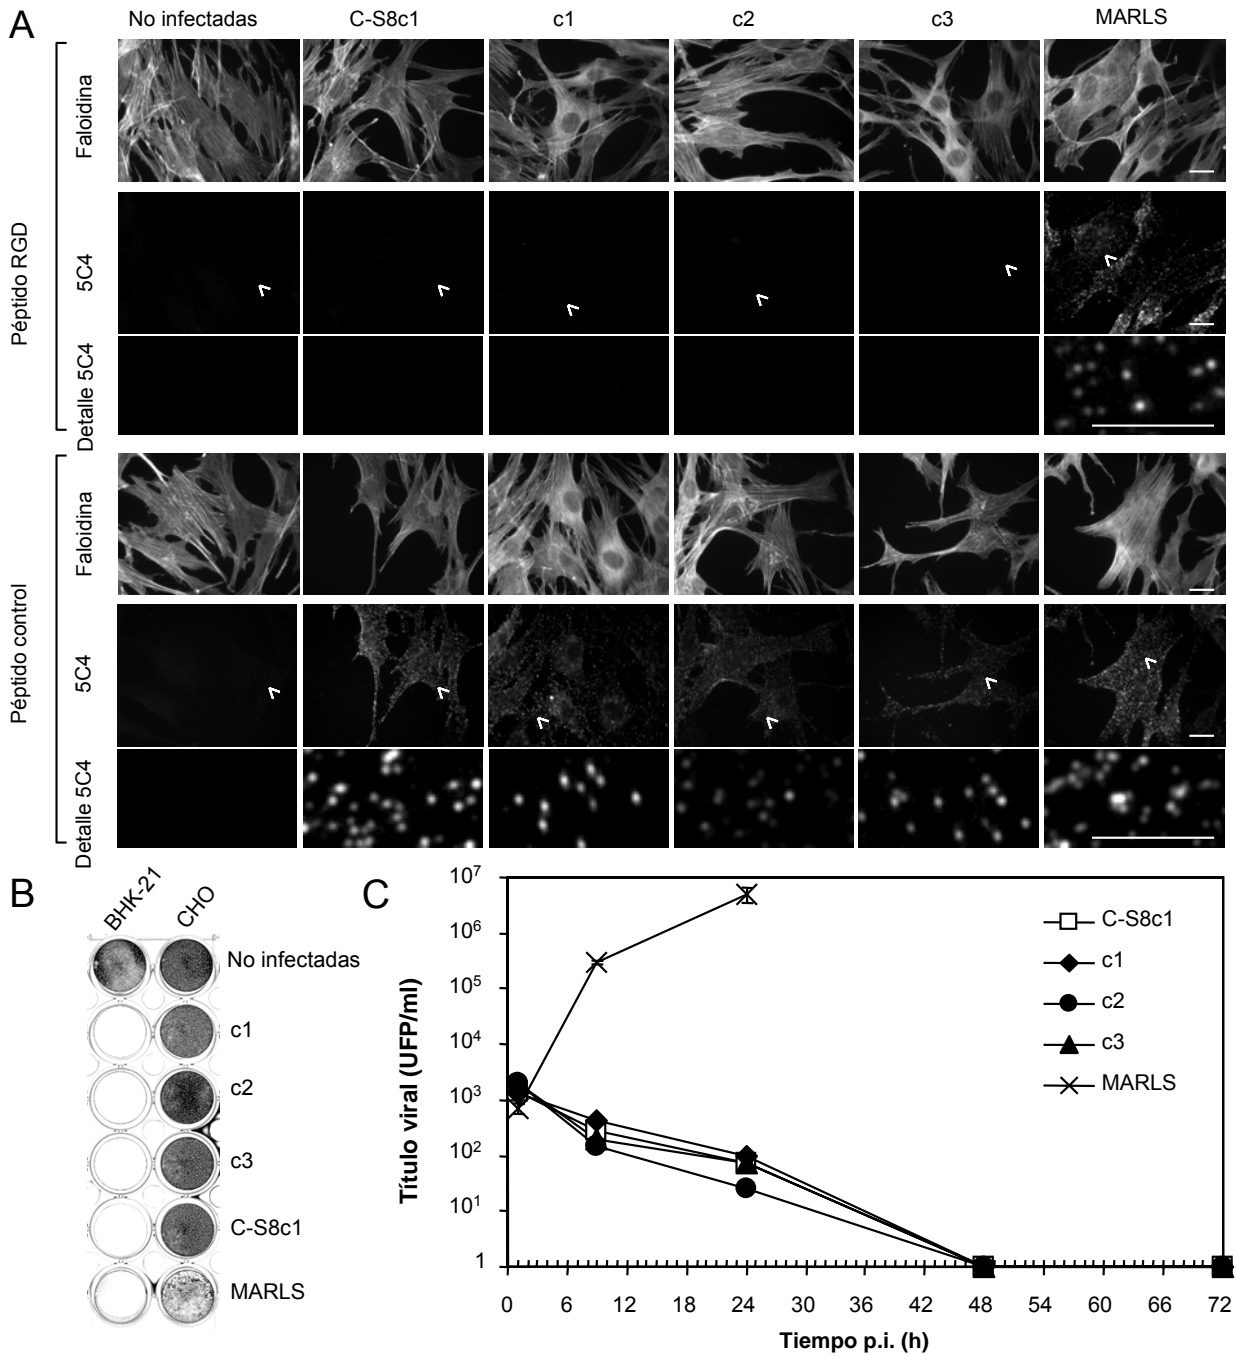 A
No infectadas C-S8c1 c1 c2 c3 MARLS
Péptido RGD
Faloidina
5C4
Detalle 5C4
Péptido control
Faloidina
5C4
Detalle 5C4
B
BHK-21 CHO
No infectadas
c1
c2
c3
C-S8c1
MARLS
C
Título viral (UFP/ml)
10⁷
10⁶
10⁵
10⁴
10³
10²
10¹
1
C-S8c1
c1
c2
c3
MARLS
0 6 12 18 24 30 36 42 48 54 60 66 72
Tiempo p.i. (h)